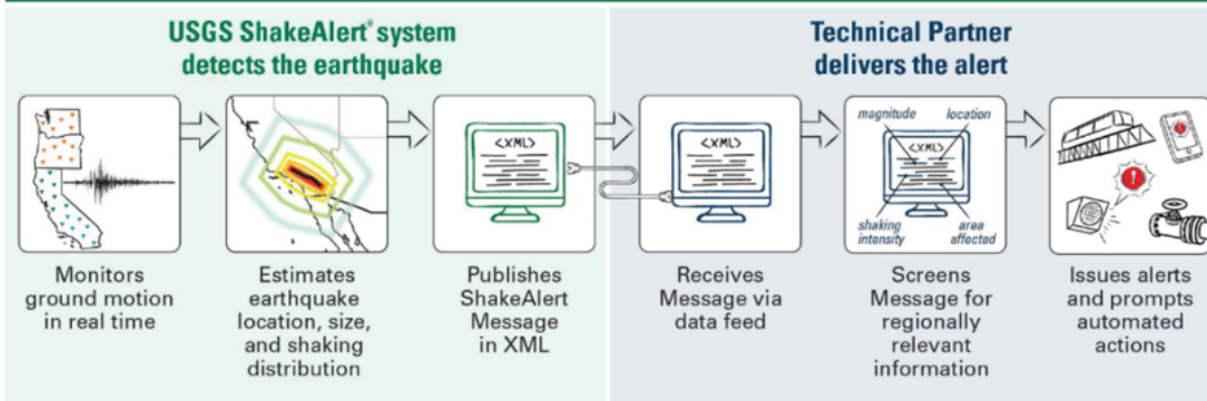 USGS ShakeAlert® system
detects the earthquake
Technical Partner
delivers the alert
<XML>
<XML>
magnitude
location
<XML>
shaking
intensity
area
affected
!
!
Monitors
ground motion
in real time
Estimates
earthquake
location, size,
and shaking
distribution
Publishes
ShakeAlert
Message
in XML
Receives
Message via
data feed
Screens
Message for
regionally
relevant
information
Issues alerts
and prompts
automated
actions